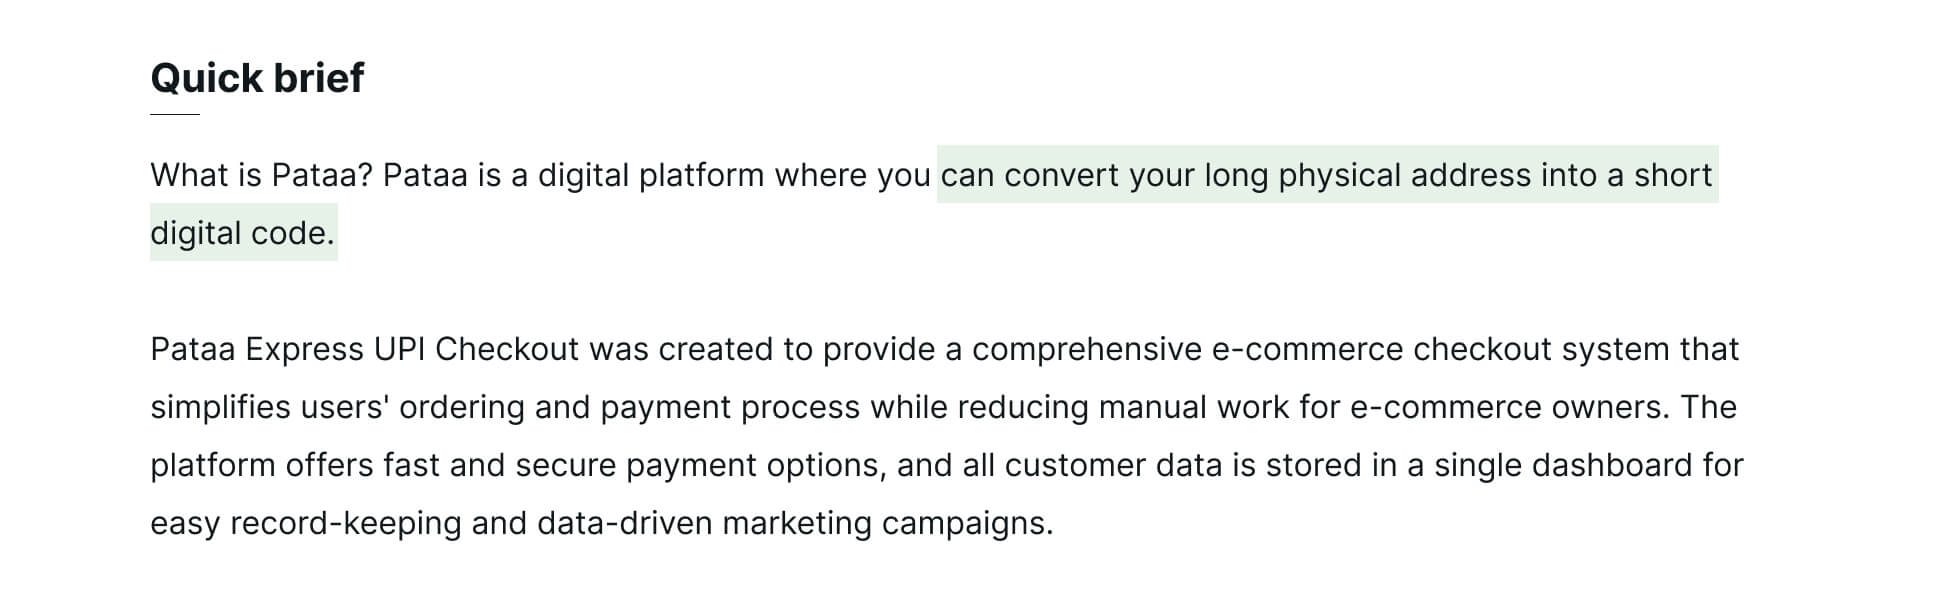 Quick brief
What is Pataa? Pataa is a digital platform where you can convert your long physical address into a short
digital code.
Pataa Express UPI Checkout was created to provide a comprehensive e-commerce checkout system that
simplifies users' ordering and payment process while reducing manual work for e-commerce owners. The
platform offers fast and secure payment options, and all customer data is stored in a single dashboard for
easy record-keeping and data-driven marketing campaigns.